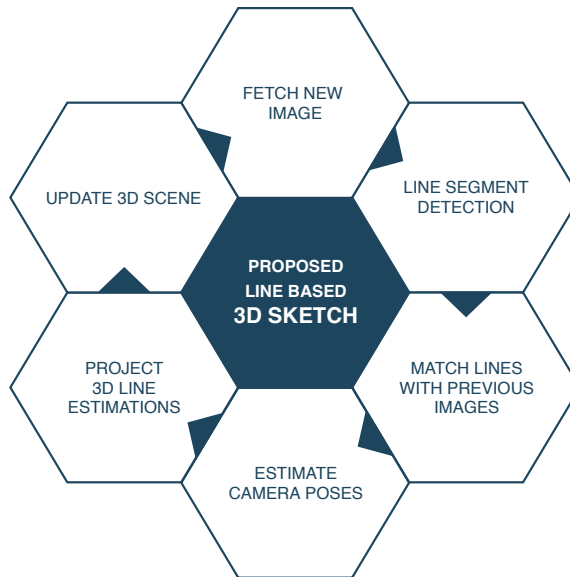 FETCH NEW
IMAGE
LINE SEGMENT
DETECTION
MATCH LINES
WITH PREVIOUS
IMAGES
ESTIMATE
CAMERA POSES
PROJECT
3D LINE
ESTIMATIONS
UPDATE 3D SCENE
PROPOSED
LINE BASED
3D SKETCH